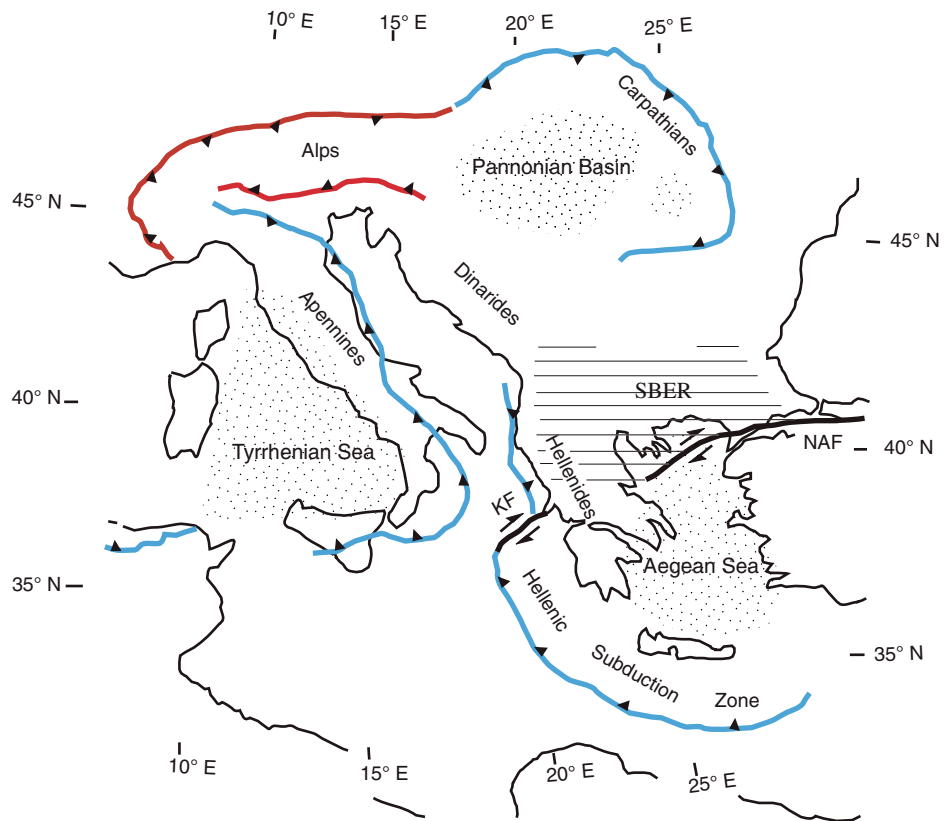 10° E
15° E
20° E
25° E
Carpathians
Alps
Pannonian Basin
45° N
45° N
Dinarides
Apennines
SBER
40° N
40° N
NAF
Tyrrhenian Sea
Hellenides
KF
Aegean Sea
35° N
Hellenic
Subduction
Zone
35° N
10° E
15° E
20° E
25° E